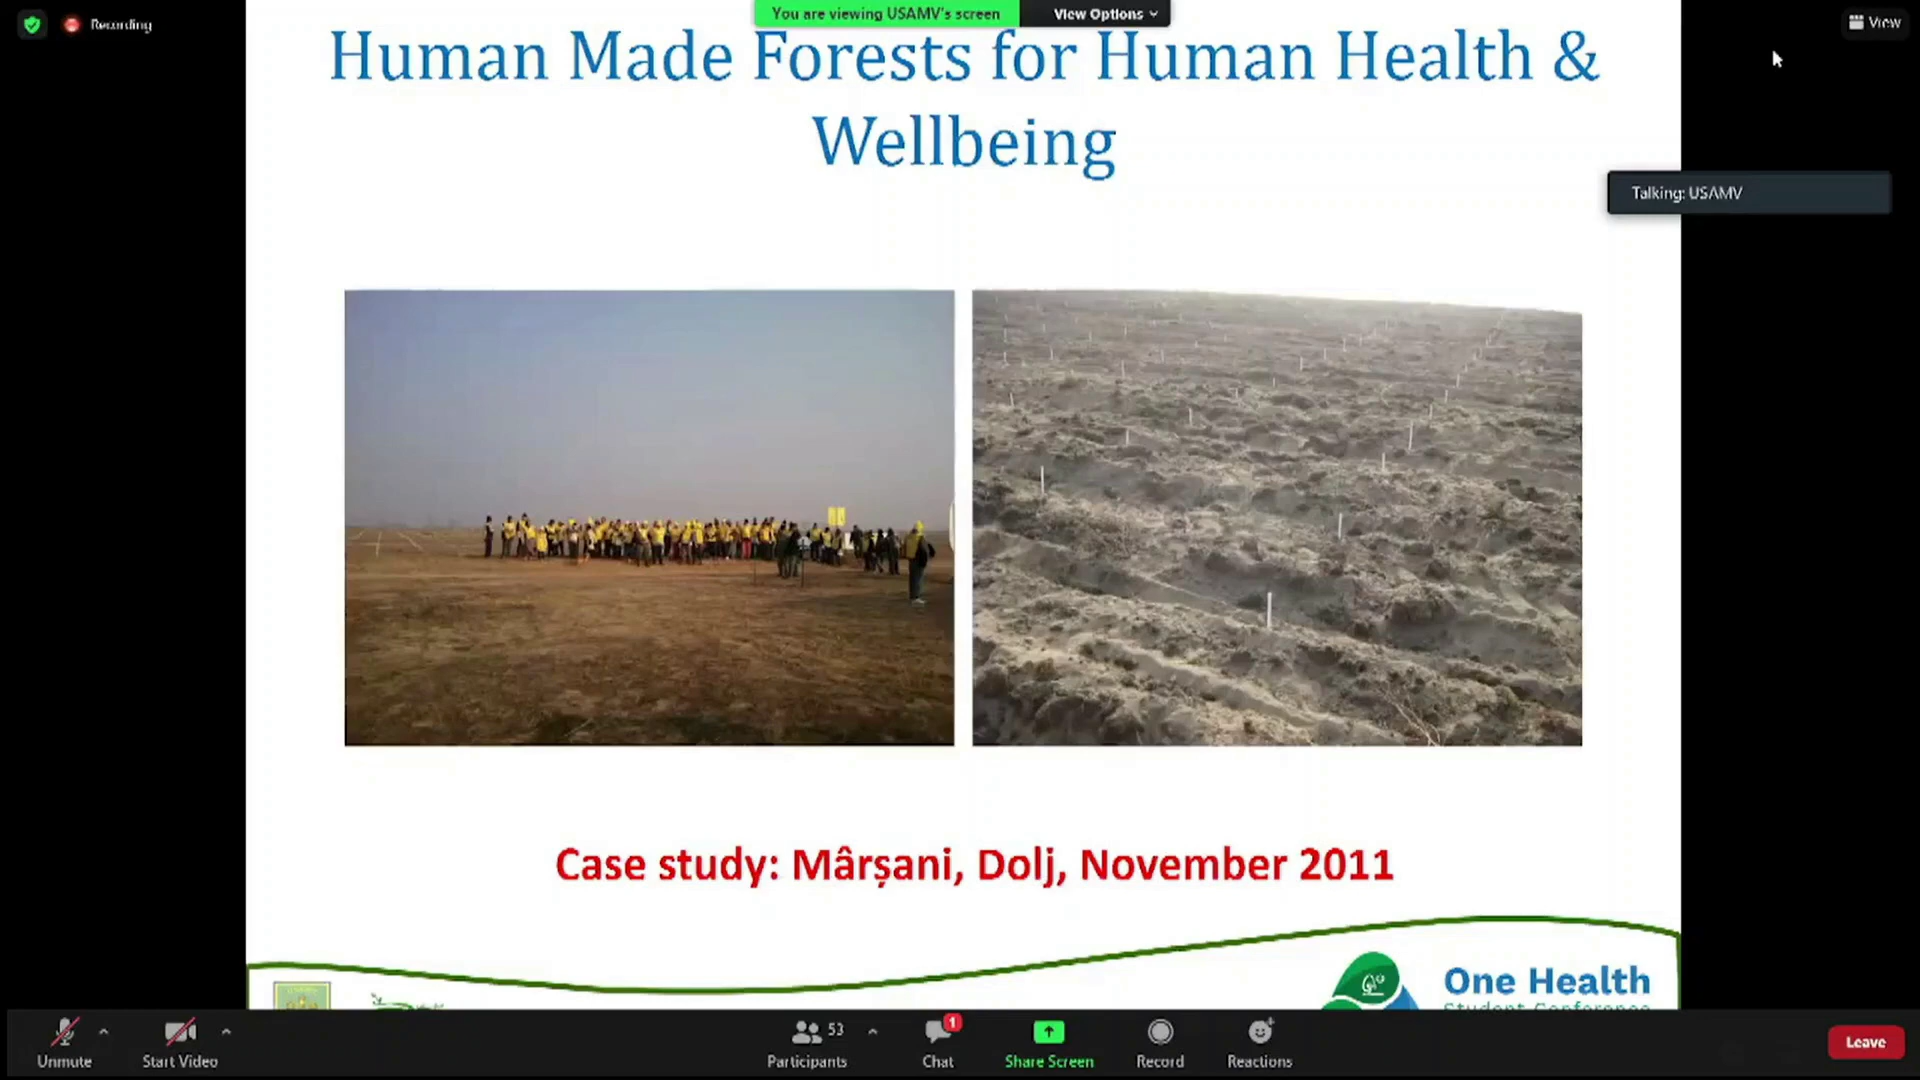 Recording
You are viewing USAMV's screen
View Options
View
Human Made Forests for Human Health &
Wellbeing
Talking: USAMV
Case study: Mârșani, Dolj, November 2011
One Health
Student Conference
Unmute
Start Video
53
Participants
1
Chat
Share Screen
Record
Reactions
Leave